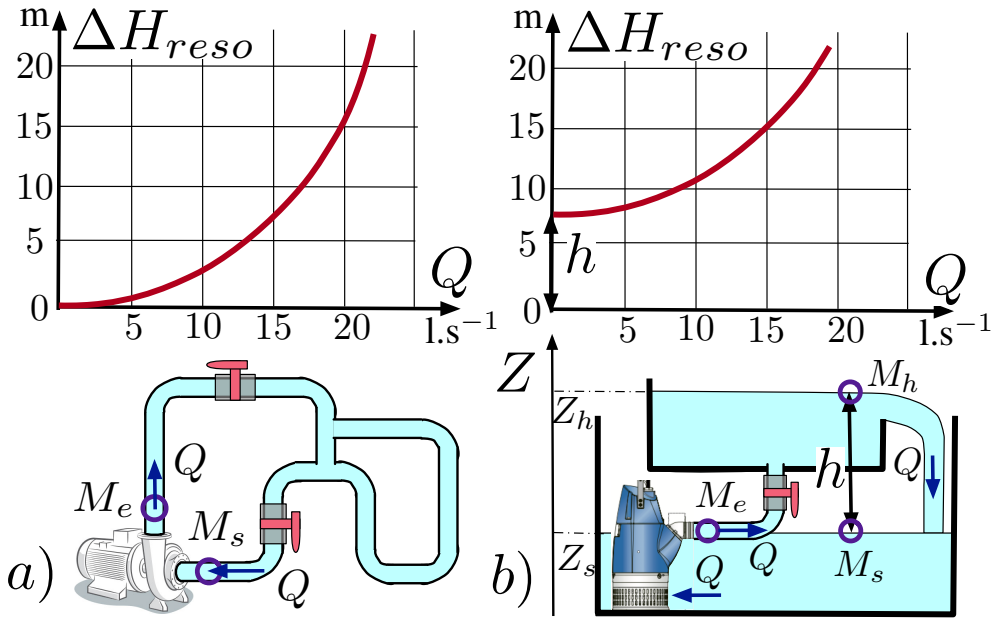 m ΔH_reso
20
15
10
5
0
5 10 15 20
Q
l.s⁻¹
m ΔH_reso
20
15
10
5
0
h
5 10 15 20
Q
l.s⁻¹
a)
Q
M_e
M_s
Q
b)
Z
Z_h
Z_s
M_h
h
Q
M_e
Q
Q
M_s